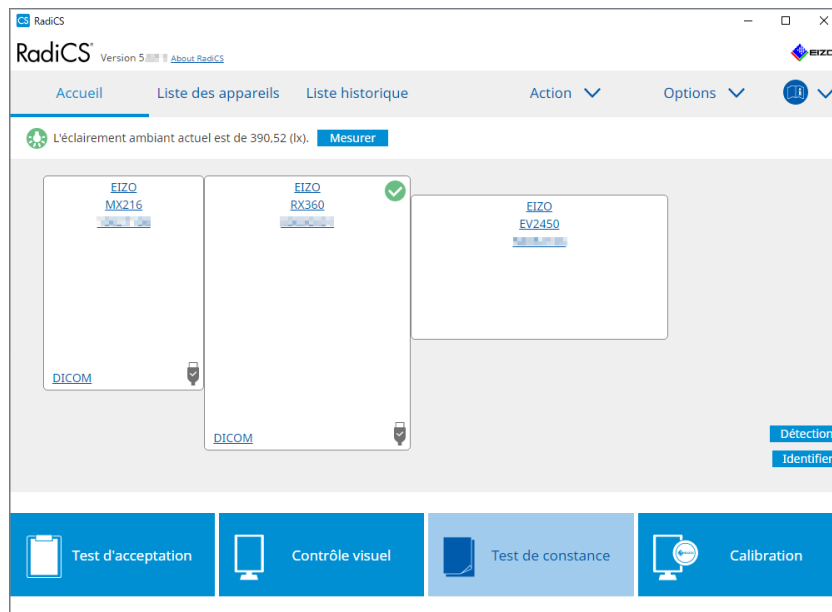 RadiCS
RadiCS Version 5. About RadiCS
EIZO
Accueil Liste des appareils Liste historique Action Options
L'éclairement ambiant actuel est de 390,52 (lx). Mesurer
EIZO
MX216
EIZO
RX360
EIZO
EV2450
DICOM
DICOM
Détection
Identifier
Test d'acceptation Contrôle visuel Test de constance Calibration